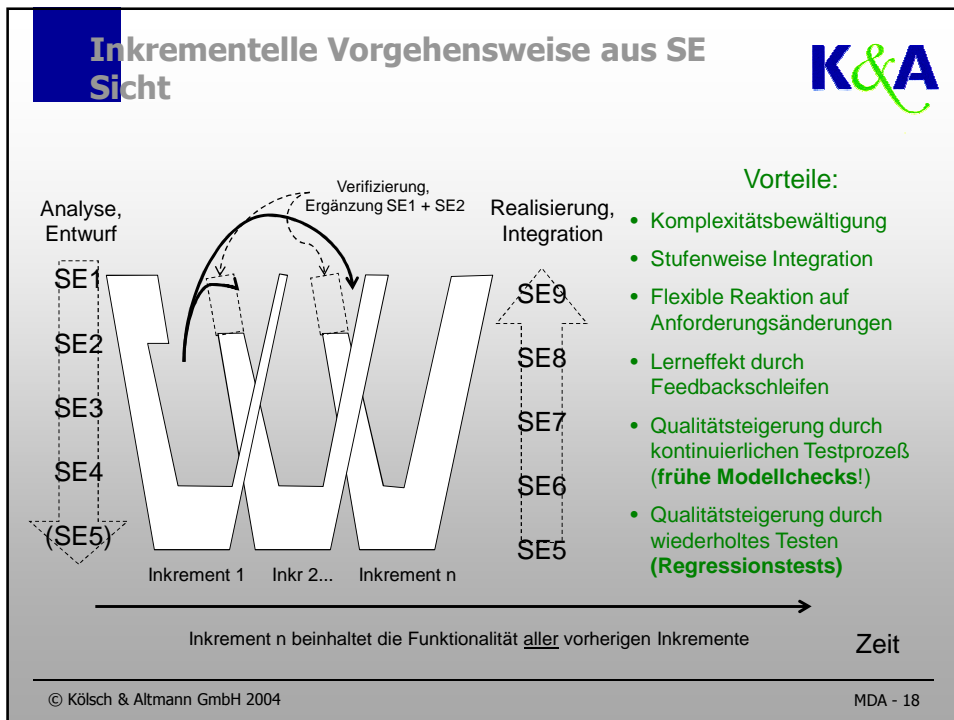 Inkrementelle Vorgehensweise aus SE
Sicht
K&A
Verifizierung,
Ergänzung SE1 + SE2
Analyse,
Entwurf
SE1
SE2
SE3
SE4
(SE5)
Realisierung,
Integration
SE9
SE8
SE7
SE6
SE5
Inkrement 1
Inkr 2...
Inkrement n
Inkrement n beinhaltet die Funktionalität aller vorherigen Inkremente
Zeit
Vorteile:
• Komplexitätsbewältigung
• Stufenweise Integration
• Flexible Reaktion auf
Anforderungsänderungen
• Lerneffekt durch
Feedbackschleifen
• Qualitätsteigerung durch
kontinuierlichen Testprozeß
(frühe Modellchecks!)
• Qualitätsteigerung durch
wiederholtes Testen
(Regressionstests)
© Kölsch & Altmann GmbH 2004
MDA - 18